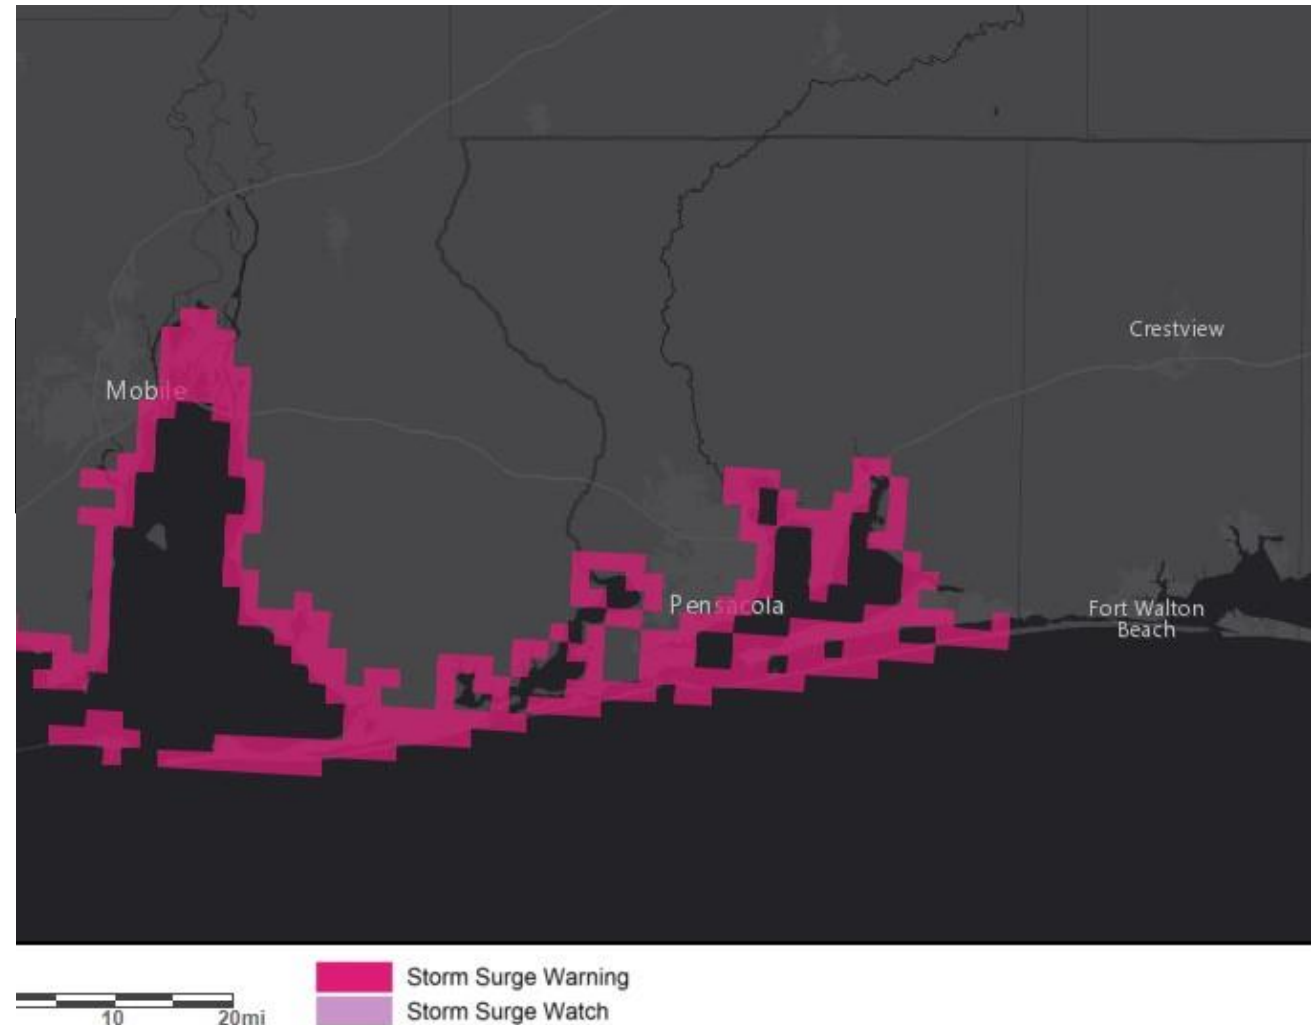 Crestview
Mobile
Pensacola
Fort Walton
Beach
Storm Surge Warning
10
20mi
Storm Surge Watch